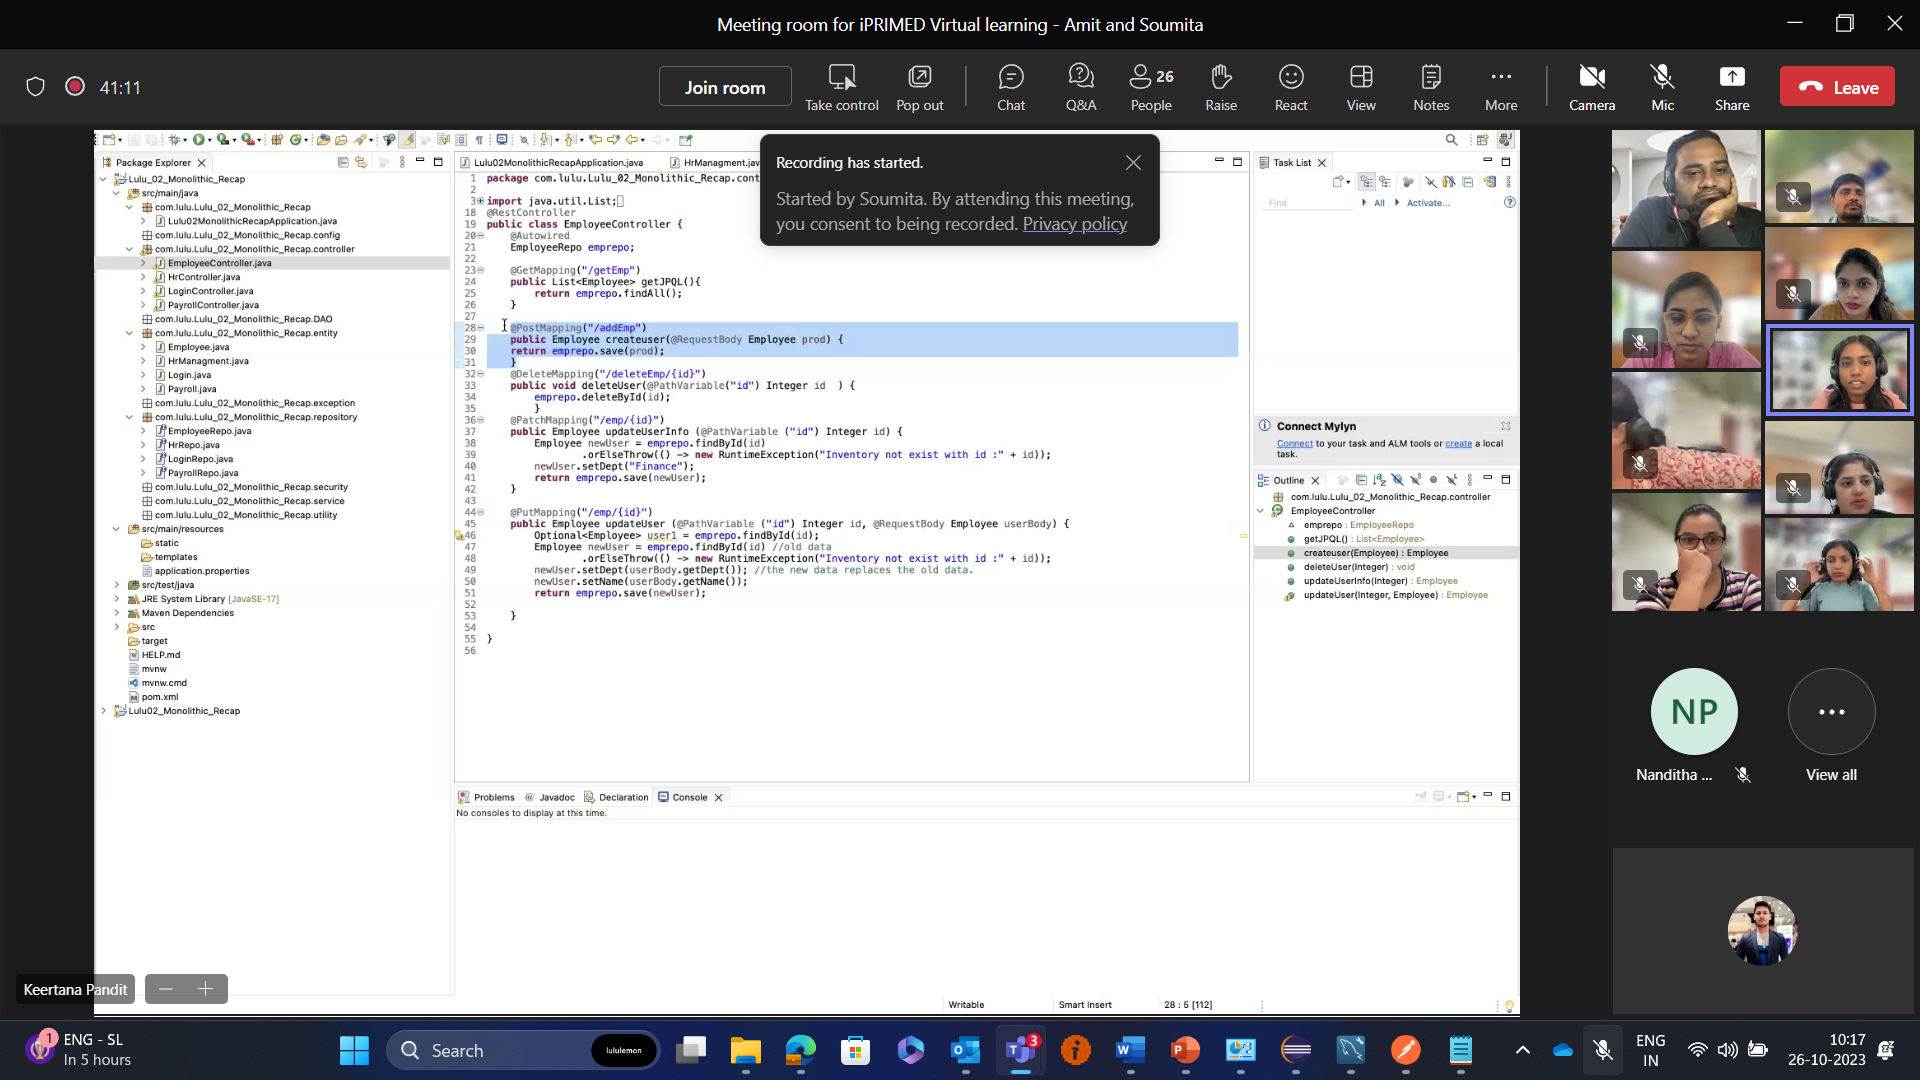 Meeting room for iPRIMED Virtual learning - Amit and Soumita
41:11
Join room
Take control
Pop out
Chat
Q&A
26
People
Raise
React
View
Notes
More
Camera
Mic
Share
Leave
Recording has started.
Started by Soumita. By attending this meeting,
you consent to being recorded. Privacy policy
Package Explorer
Lulu_02_Monolithic_Recap
src/main/java
com.lulu.Lulu_02_Monolithic_Recap
Lulu02MonolithicRecapApplication.java
com.lulu.Lulu_02_Monolithic_Recap.config
com.lulu.Lulu_02_Monolithic_Recap.controller
EmployeeController.java
HrController.java
LoginController.java
PayrollController.java
com.lulu.Lulu_02_Monolithic_Recap.DAO
com.lulu.Lulu_02_Monolithic_Recap.entity
Employee.java
HrManagment.java
Login.java
Payroll.java
com.lulu.Lulu_02_Monolithic_Recap.exception
com.lulu.Lulu_02_Monolithic_Recap.repository
EmployeeRepo.java
HrRepo.java
LoginRepo.java
PayrollRepo.java
com.lulu.Lulu_02_Monolithic_Recap.security
com.lulu.Lulu_02_Monolithic_Recap.service
com.lulu.Lulu_02_Monolithic_Recap.utility
src/main/resources
static
templates
application.properties
src/test/java
JRE System Library [JavaSE-17]
Maven Dependencies
src
target
HELP.md
mvnw
mvnw.cmd
pom.xml
Lulu02_Monolithic_Recap
Lulu02MonolithicRecapApplication.java
HrManagment.jav
1 package com.lulu.Lulu_02_Monolithic_Recap.cont
2
3 import java.util.List;
18 @RestController
19 public class EmployeeController {
20 @Autowired
21 EmployeeRepo emprepo;
22
23 @GetMapping("/getEmp")
24 public List<Employee> getJPQL(){
25 return emprepo.findAll();
26 }
27
28 @PostMapping("/addEmp")
29 public Employee createuser(@RequestBody Employee prod) {
30 return emprepo.save(prod);
31 }
32 @DeleteMapping("/deleteEmp/{id}")
33 public void deleteUser(@PathVariable("id") Integer id  ) {
34 emprepo.deleteById(id);
35 }
36 @PatchMapping("/emp/{id}")
37 public Employee updateUserInfo (@PathVariable ("id") Integer id) {
38 Employee newUser = emprepo.findById(id)
39 .orElseThrow(() -> new RuntimeException("Inventory not exist with id :" + id));
40 newUser.setDept("Finance");
41 return emprepo.save(newUser);
42 }
43
44 @PutMapping("/emp/{id}")
45 public Employee updateUser (@PathVariable ("id") Integer id, @RequestBody Employee userBody) {
46 Optional<Employee> user1 = emprepo.findById(id);
47 Employee newUser = emprepo.findById(id) //old data
48 .orElseThrow(() -> new RuntimeException("Inventory not exist with id :" + id));
49 newUser.setDept(userBody.getDept()); //the new data replaces the old data.
50 newUser.setName(userBody.getName());
51 return emprepo.save(newUser);
52
53 }
54
55 }
56
Task List
Find
All
Activate...
Connect Mylyn
Connect to your task and ALM tools or create a local
task.
Outline
com.lulu.Lulu_02_Monolithic_Recap.controller
EmployeeController
emprepo : EmployeeRepo
getJPQL() : List<Employee>
createuser(Employee) : Employee
deleteUser(Integer) : void
updateUserInfo(Integer) : Employee
updateUser(Integer, Employee) : Employee
Problems
Javadoc
Declaration
Console
No consoles to display at this time.
Writable
Smart Insert
28 : 5 [112]
NP
Nanditha ...
View all
Keertana Pandit
1
ENG - SL
In 5 hours
Search
lululemon
3
ENG
IN
10:17
26-10-2023